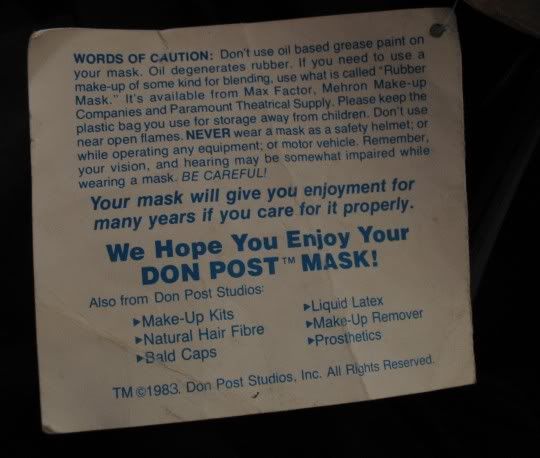 WORDS OF CAUTION: Don't use oil based grease paint on
your mask. Oil degenerates rubber. If you need to use a
make-up of some kind for blending, use what is called "Rubber
Mask." It's available from Max Factor, Mehron Make-up
Companies and Paramount Theatrical Supply. Please keep the
plastic bag you use for storage away from children. Don't use
near open flames. NEVER wear a mask as a safety helmet; or
while operating any equipment; or motor vehicle. Remember,
your vision, and hearing may be somewhat impaired while
wearing a mask. BE CAREFUL!
Your mask will give you enjoyment for
many years if you care for it properly.
We Hope You Enjoy Your
DON POST™ MASK!
Also from Don Post Studios:
▸Make-Up Kits
▸Natural Hair Fibre
▸Bald Caps
▸Liquid Latex
▸Make-Up Remover
▸Prosthetics
TM ©1983. Don Post Studios, Inc. All Rights Reserved.